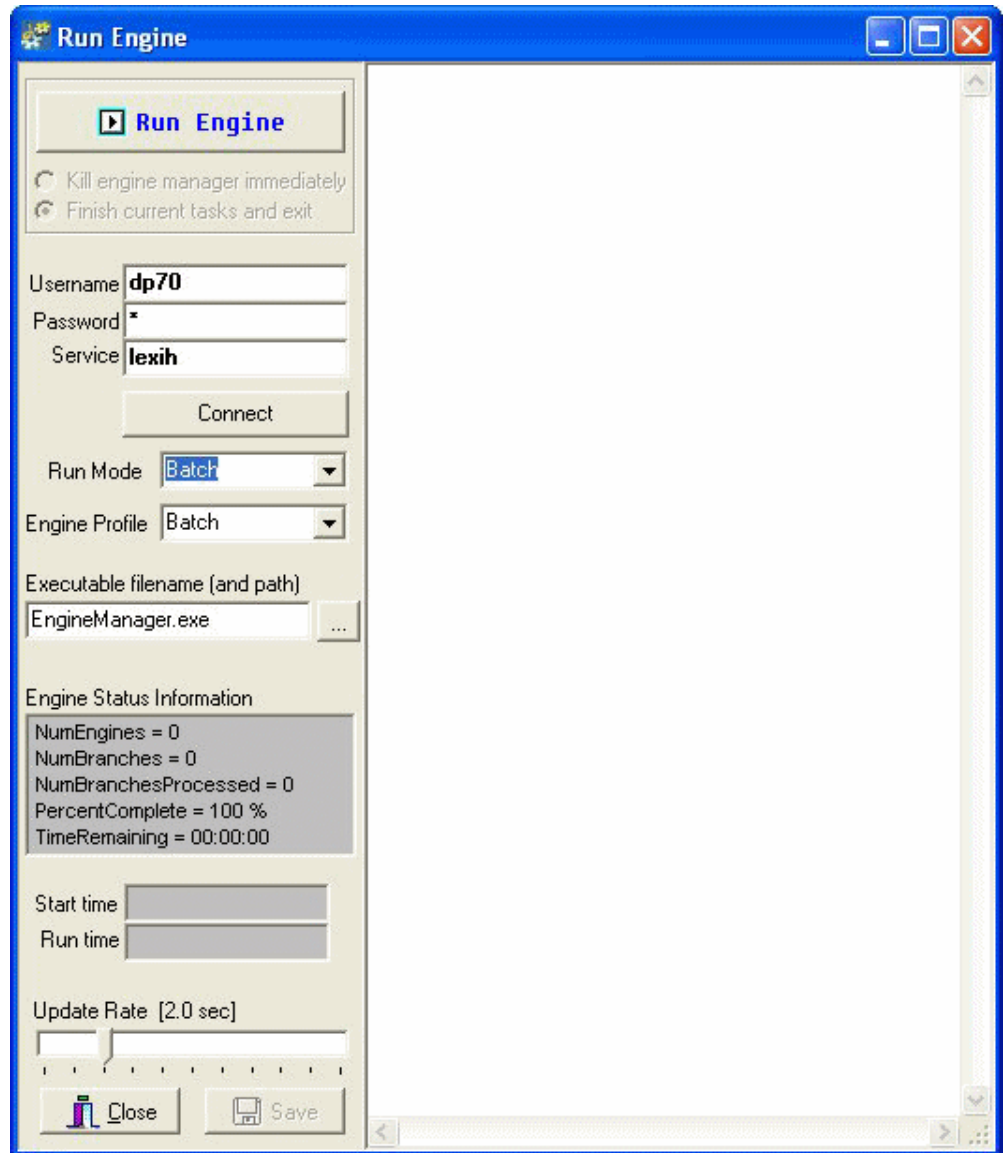 Run Engine
Run Engine
Kill engine manager immediately
Finish current tasks and exit
Username dp70
Password *
Service lexih
Connect
Run Mode Batch
Engine Profile Batch
Executable filename (and path)
EngineManager.exe ...
Engine Status Information
NumEngines = 0
NumBranches = 0
NumBranchesProcessed = 0
PercentComplete = 100 %
TimeRemaining = 00:00:00
Start time
Run time
Update Rate [2.0 sec]
Close Save